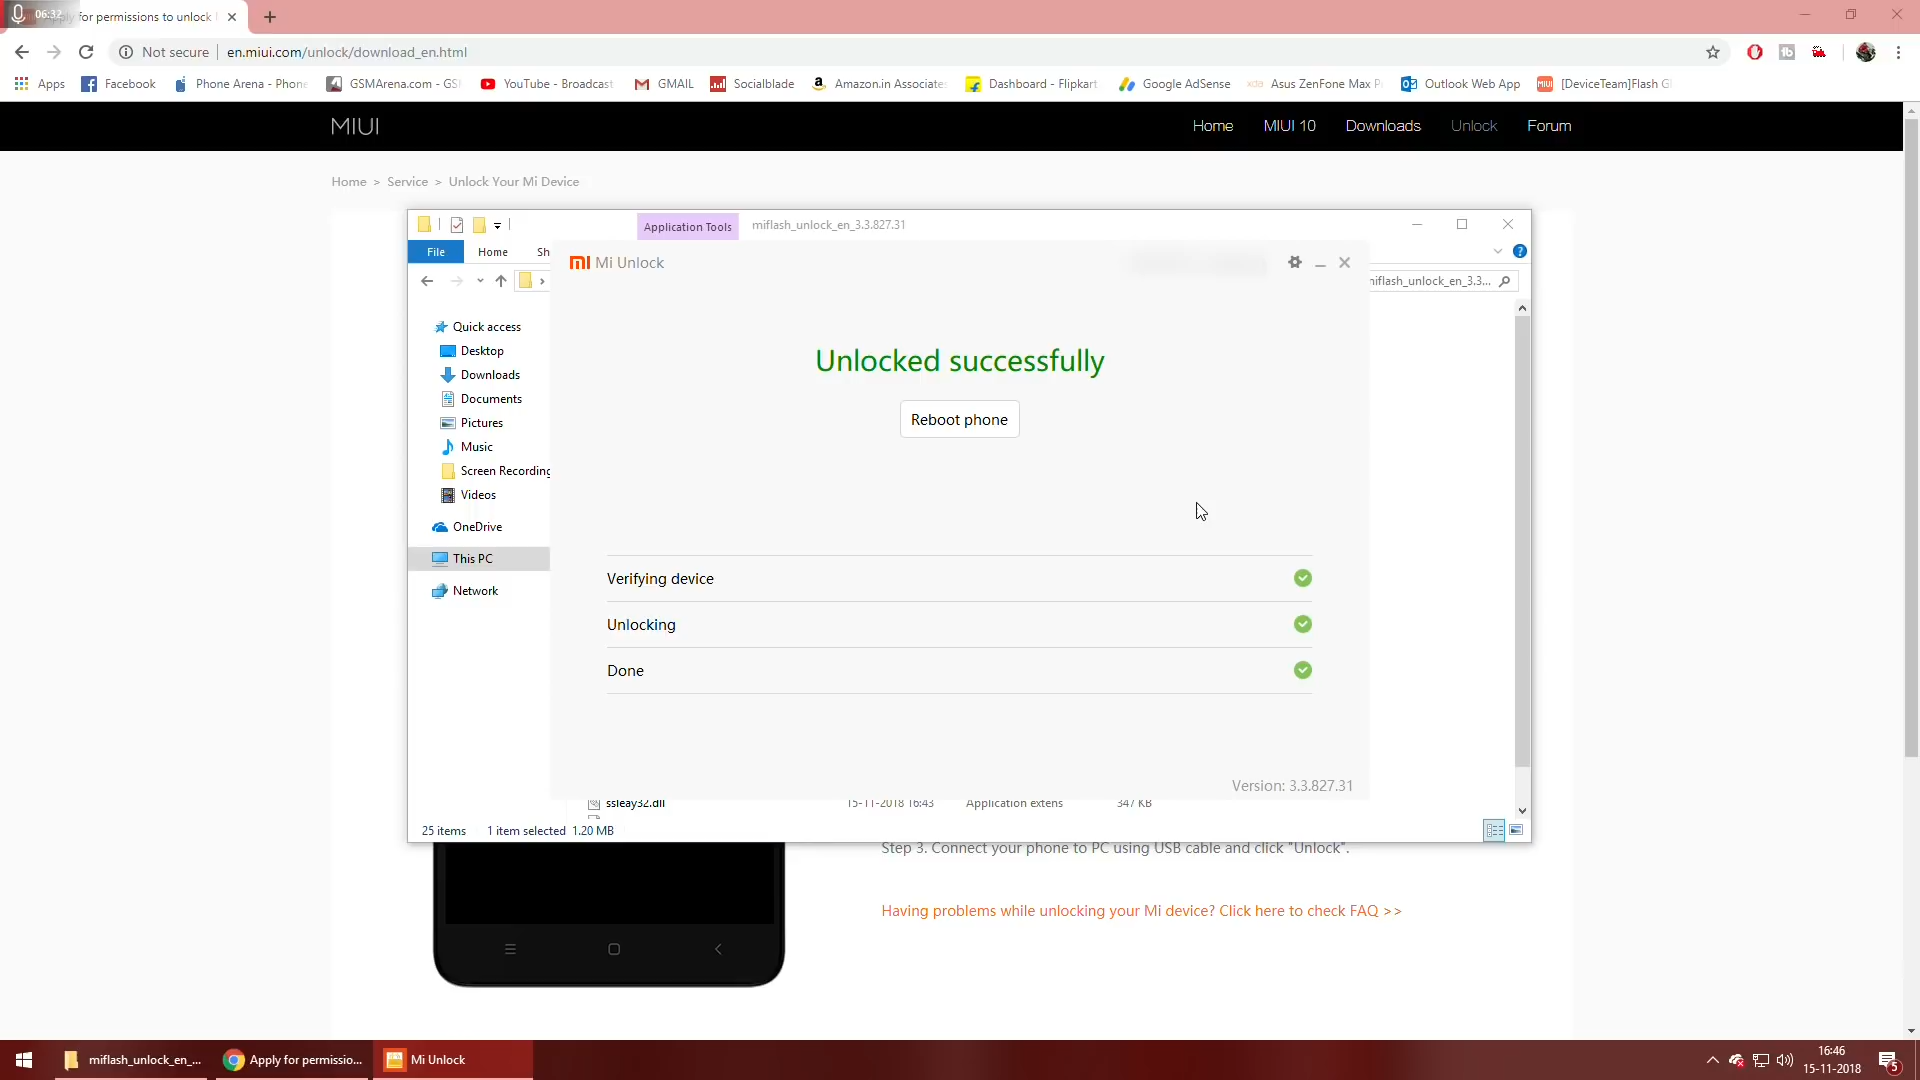 06:32
for permissions to unlock
Not secure
en.miui.com/unlock/download_en.html
Apps
Facebook
Phone Arena - Phone
GSMArena.com - GS
YouTube - Broadcast
GMAIL
Socialblade
Amazon.in Associate
Dashboard - Flipkart
Google AdSense
xda
Asus ZenFone Max P
Outlook Web App
[DeviceTeam]Flash G
MIUI
Home
MIUI 10
Downloads
Unlock
Forum
Home > Service > Unlock Your Mi Device
Application Tools
miflash_unlock_en_3.3.827.31
File
Home
Sh
Mi Unlock
miflash_unlock_en_3.3...
Quick access
Desktop
Downloads
Documents
Pictures
Music
Screen Recording
Videos
OneDrive
This PC
Network
Unlocked successfully
Reboot phone
Verifying device
Unlocking
Done
Version: 3.3.827.31
ssleay32.dll
15-11-2018 16:43
Application extens
347 KB
25 items
1 item selected 1.20 MB
Step 3. Connect your phone to PC using USB cable and click "Unlock".
Having problems while unlocking your Mi device? Click here to check FAQ >>
miflash_unlock_en_...
Apply for permissio...
Mi Unlock
16:46
15-11-2018
5